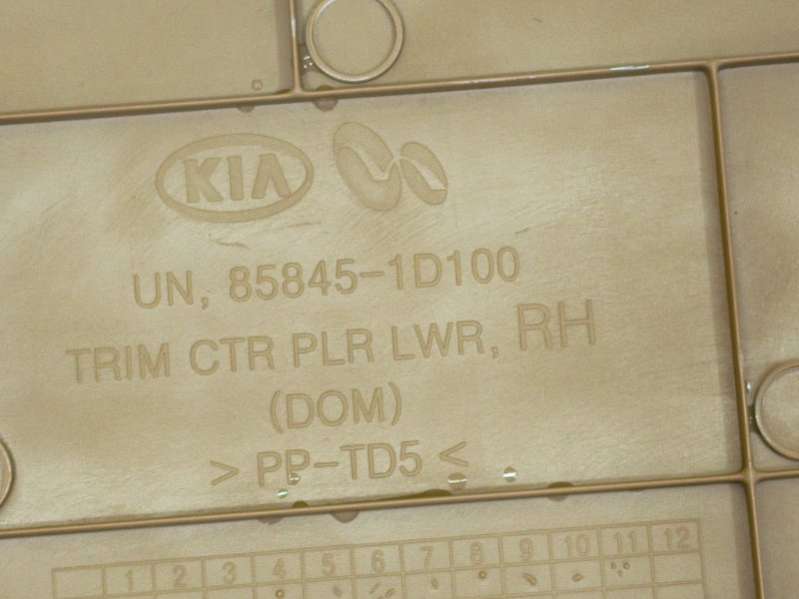 KIA
UN, 85845-1D100
TRIM CTR PLR LWR, RH
(DOM)
> PP-TD5 <
1 2 3 4 5 6 7 8 9 10 11 12